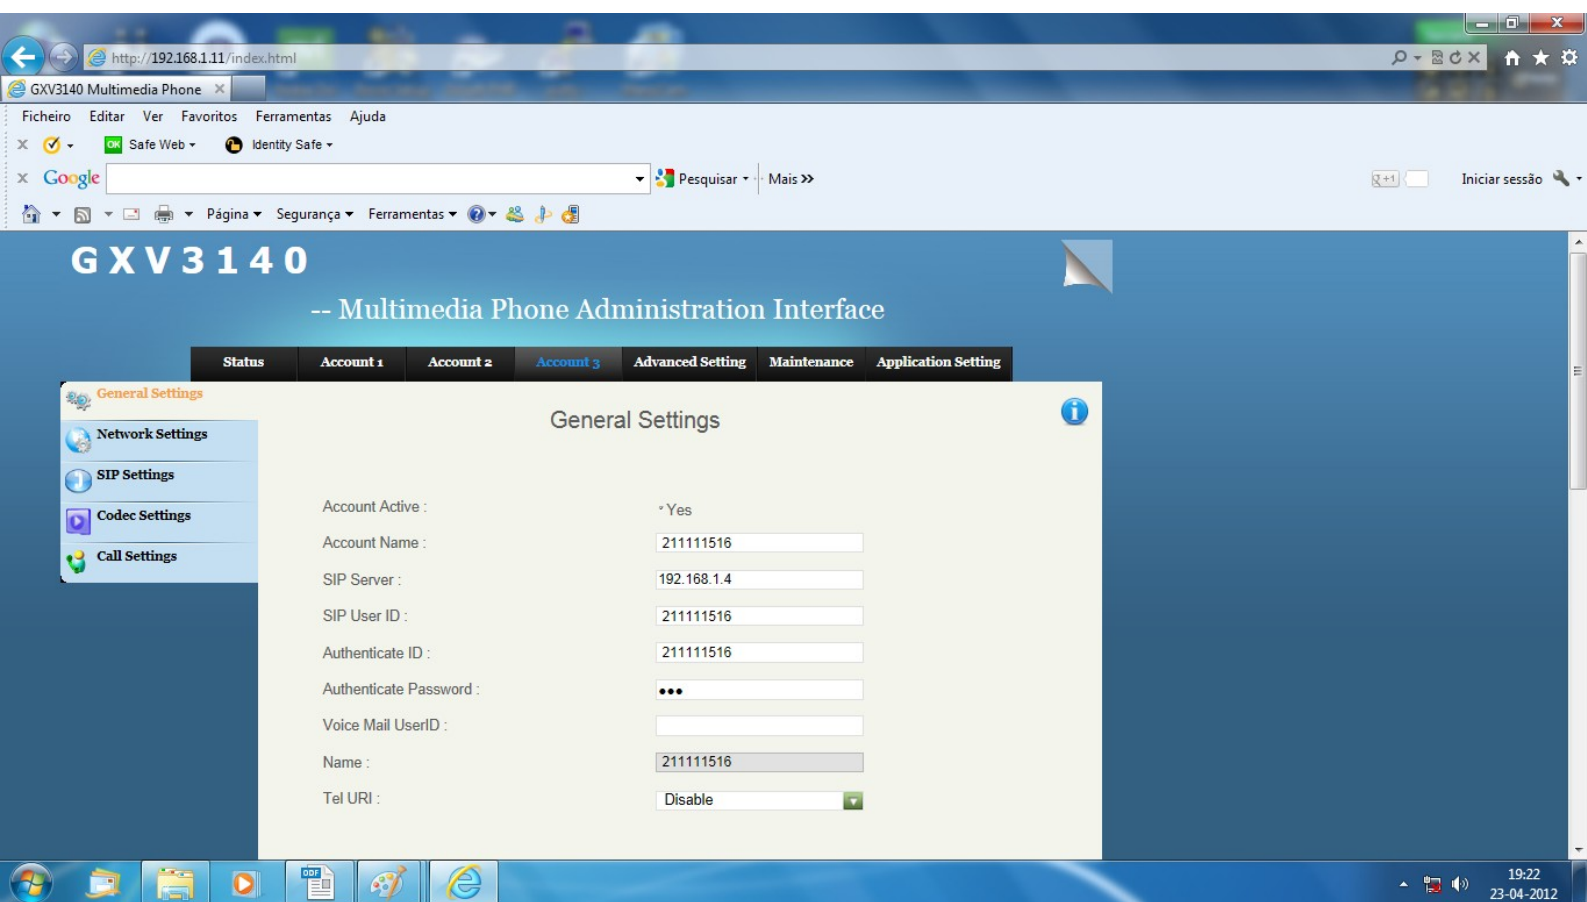 http://192.168.1.11/index.html
GXV3140 Multimedia Phone
Ficheiro Editar Ver Favoritos Ferramentas Ajuda
OK Safe Web Identity Safe
Google Pesquisar Mais >> +1 Iniciar sessão
Página Segurança Ferramentas
GXV3140
-- Multimedia Phone Administration Interface
Status Account 1 Account 2 Account 3 Advanced Setting Maintenance Application Setting
General Settings
Network Settings
SIP Settings
Codec Settings
Call Settings
General Settings
Account Active : Yes
Account Name : 211111516
SIP Server : 192.168.1.4
SIP User ID : 211111516
Authenticate ID : 211111516
Authenticate Password : •••
Voice Mail UserID :
Name : 211111516
Tel URI : Disable
ODF
19:22
23-04-2012